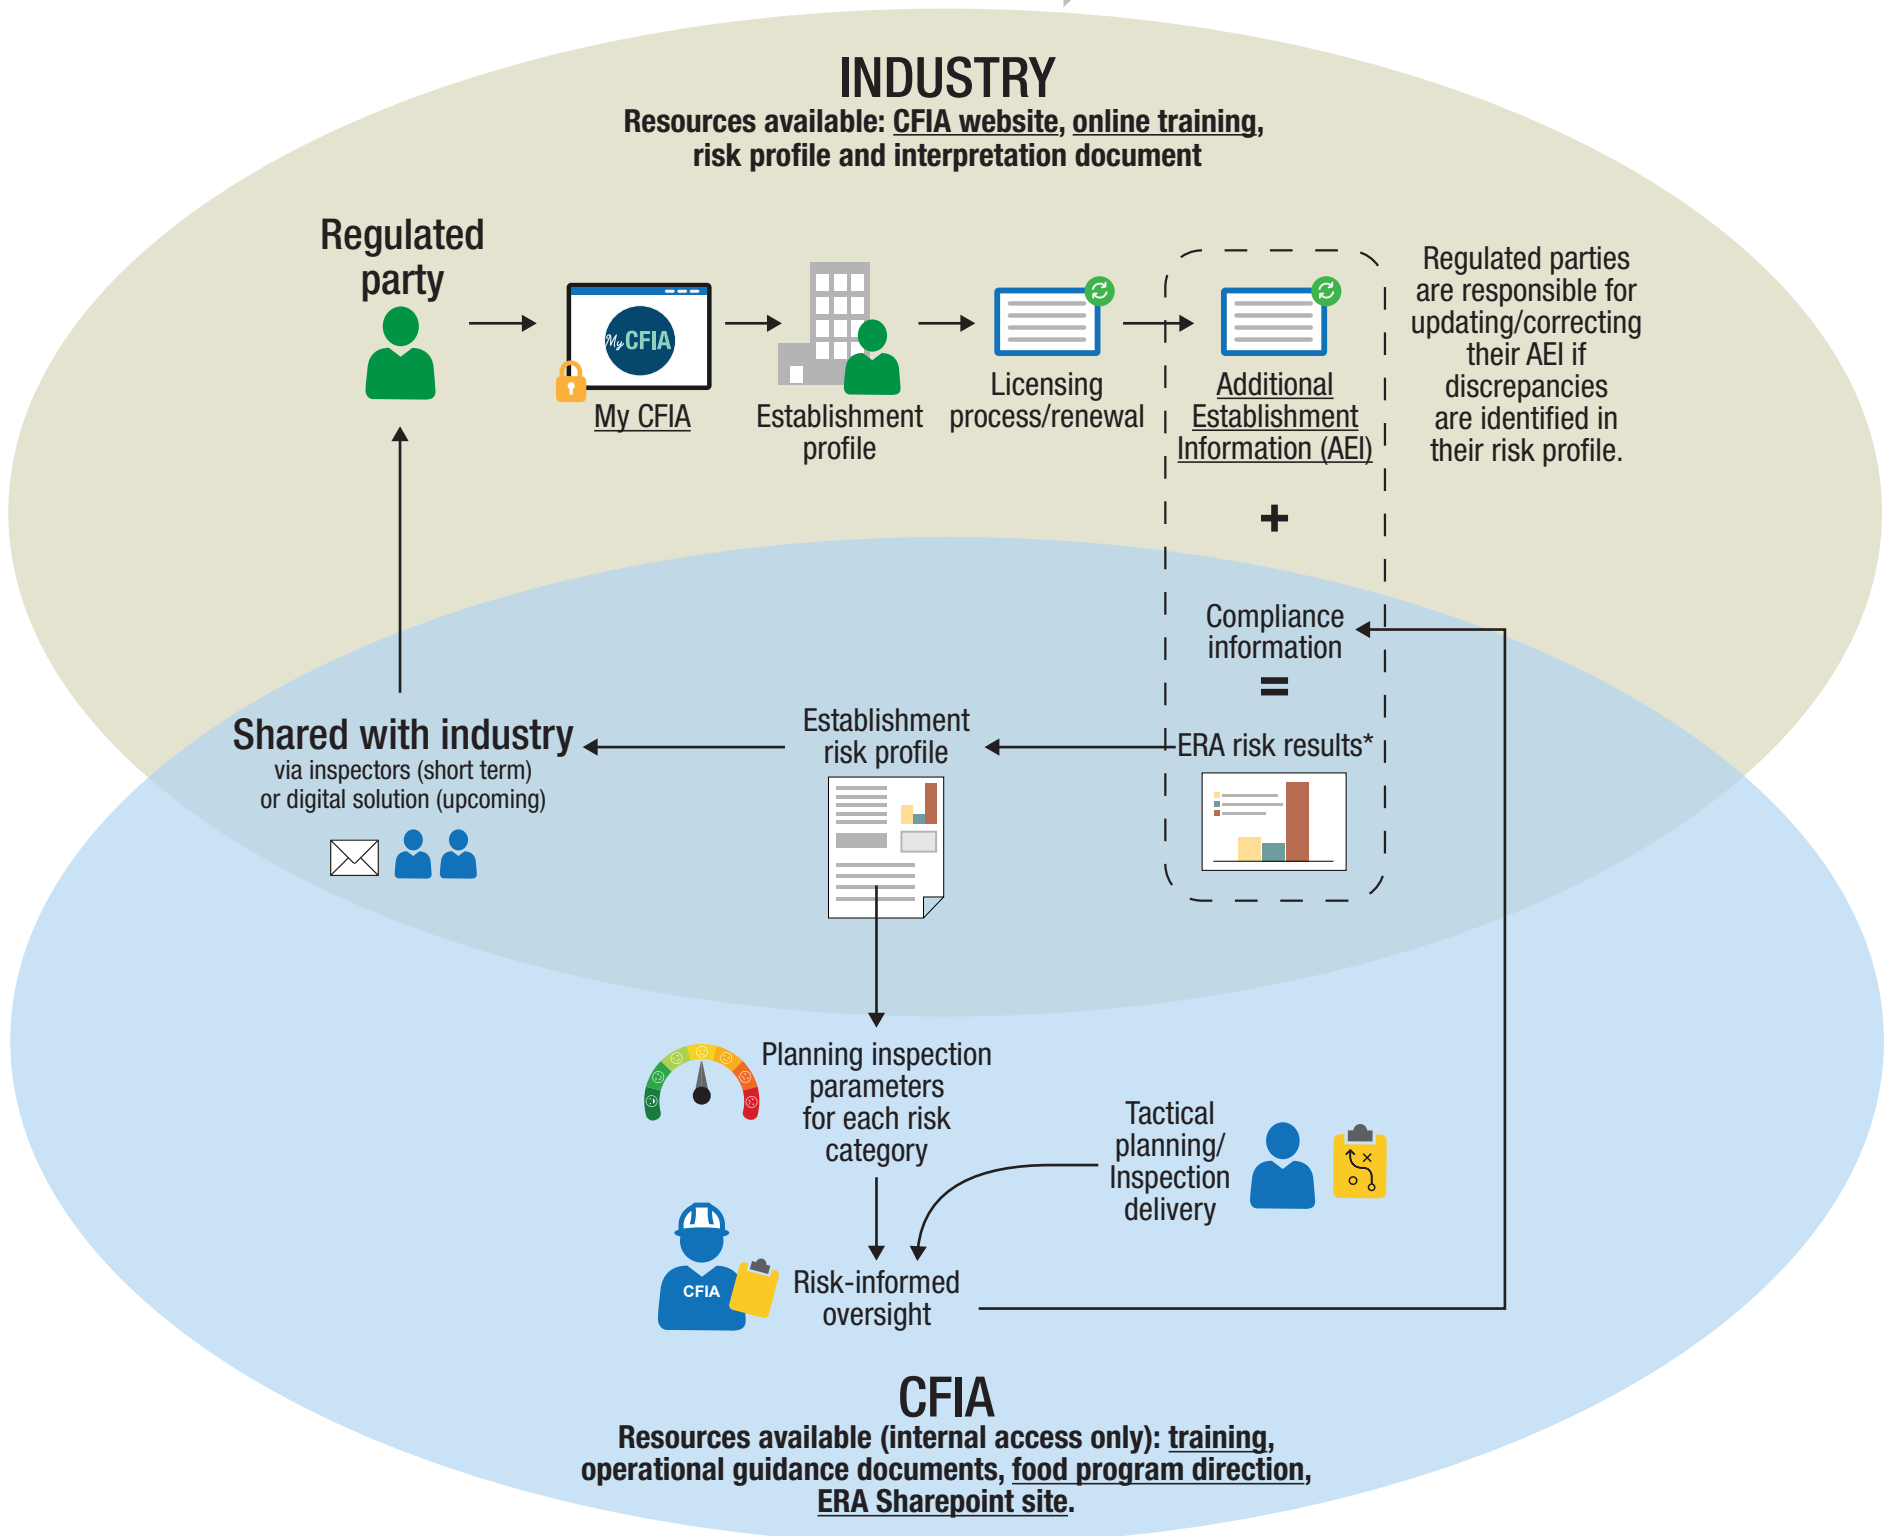 INDUSTRY
Resources available: CFIA website, online training,
risk profile and interpretation document
Regulated
party
My CFIA
My CFIA
Establishment
profile
Licensing
process/renewal
Additional
Establishment
Information (AEI)
Regulated parties
are responsible for
updating/correcting
their AEI if
discrepancies
are identified in
their risk profile.
+
Compliance
information
=
ERA risk results*
Establishment
risk profile
Shared with industry
via inspectors (short term)
or digital solution (upcoming)
Planning inspection
parameters
for each risk
category
Tactical
planning/
Inspection
delivery
CFIA
Risk-informed
oversight
CFIA
Resources available (internal access only): training,
operational guidance documents, food program direction,
ERA Sharepoint site.